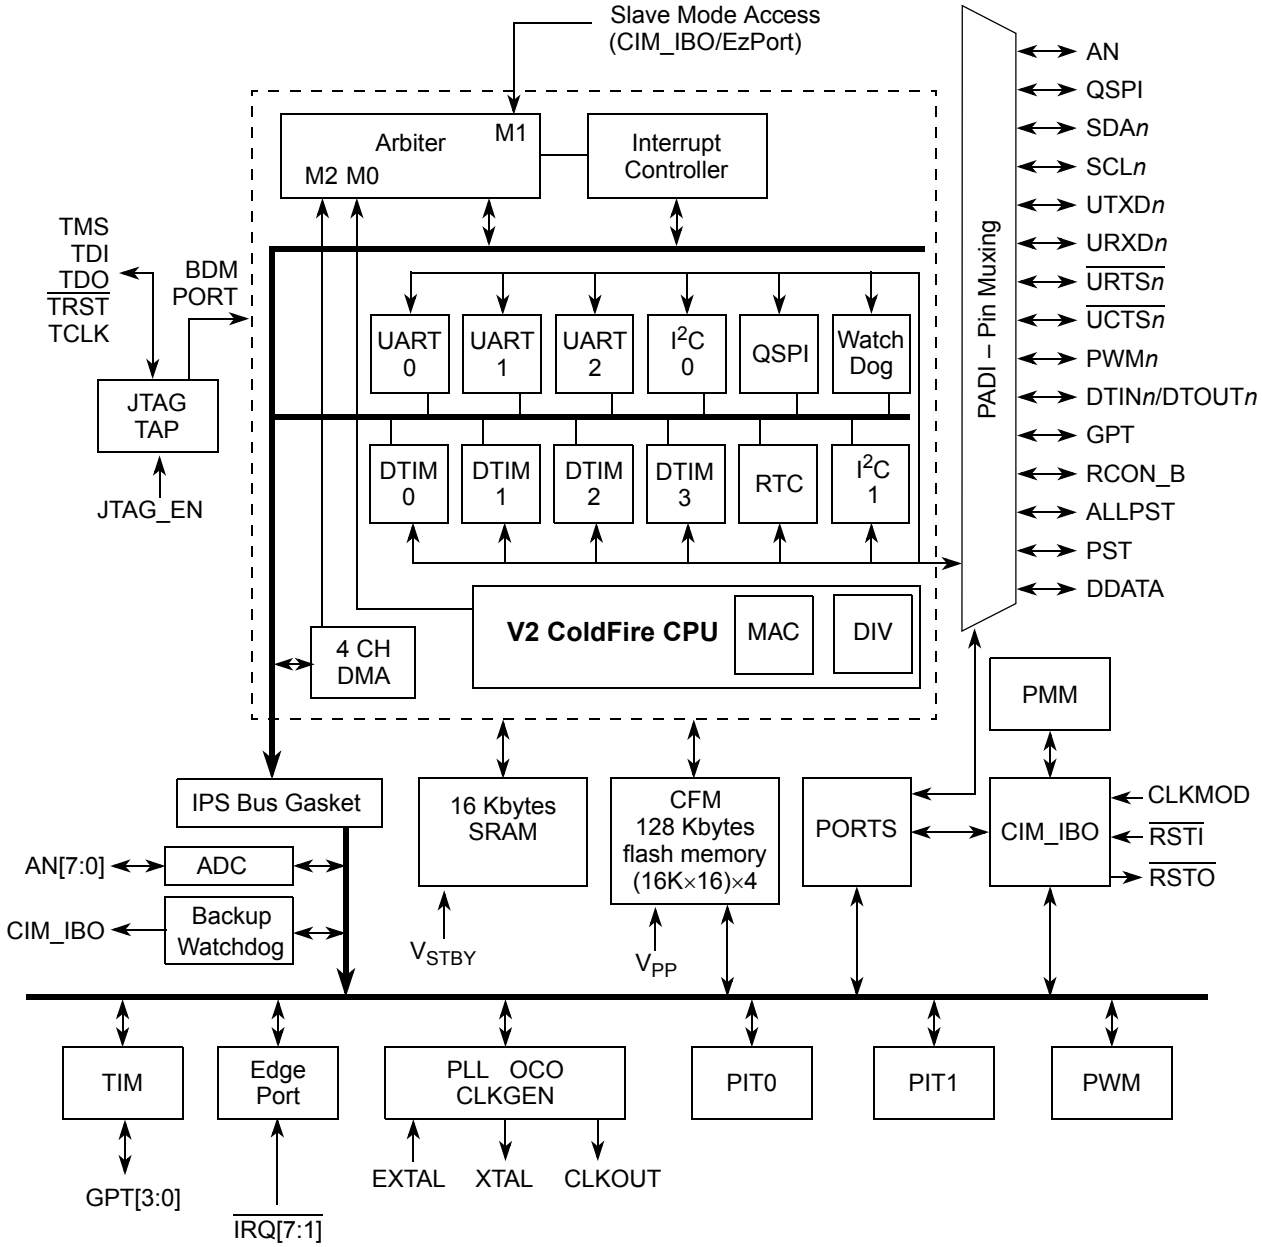 Slave Mode Access
(CIM_IBO/EzPort)
Arbiter
M1
M2 M0
Interrupt
Controller
TMS
TDI
TDO
TRST
TCLK
BDM
PORT
JTAG
TAP
JTAG_EN
UART
0
UART
1
UART
2
I²C
0
QSPI
Watch
Dog
DTIM
0
DTIM
1
DTIM
2
DTIM
3
RTC
I²C
1
V2 ColdFire CPU
MAC
DIV
4 CH
DMA
PADI – Pin Muxing
AN
QSPI
SDAn
SCLn
UTXDn
URXDn
URTSn
UCTSn
PWMn
DTINn/DTOUTn
GPT
RCON_B
ALLPST
PST
DDATA
PMM
IPS Bus Gasket
16 Kbytes
SRAM
CFM
128 Kbytes
flash memory
(16K×16)×4
PORTS
CIM_IBO
CLKMOD
RSTI
RSTO
AN[7:0]
ADC
CIM_IBO
Backup
Watchdog
VSTBY
VPP
TIM
Edge
Port
PLL OCO
CLKGEN
PIT0
PIT1
PWM
GPT[3:0]
IRQ[7:1]
EXTAL
XTAL
CLKOUT